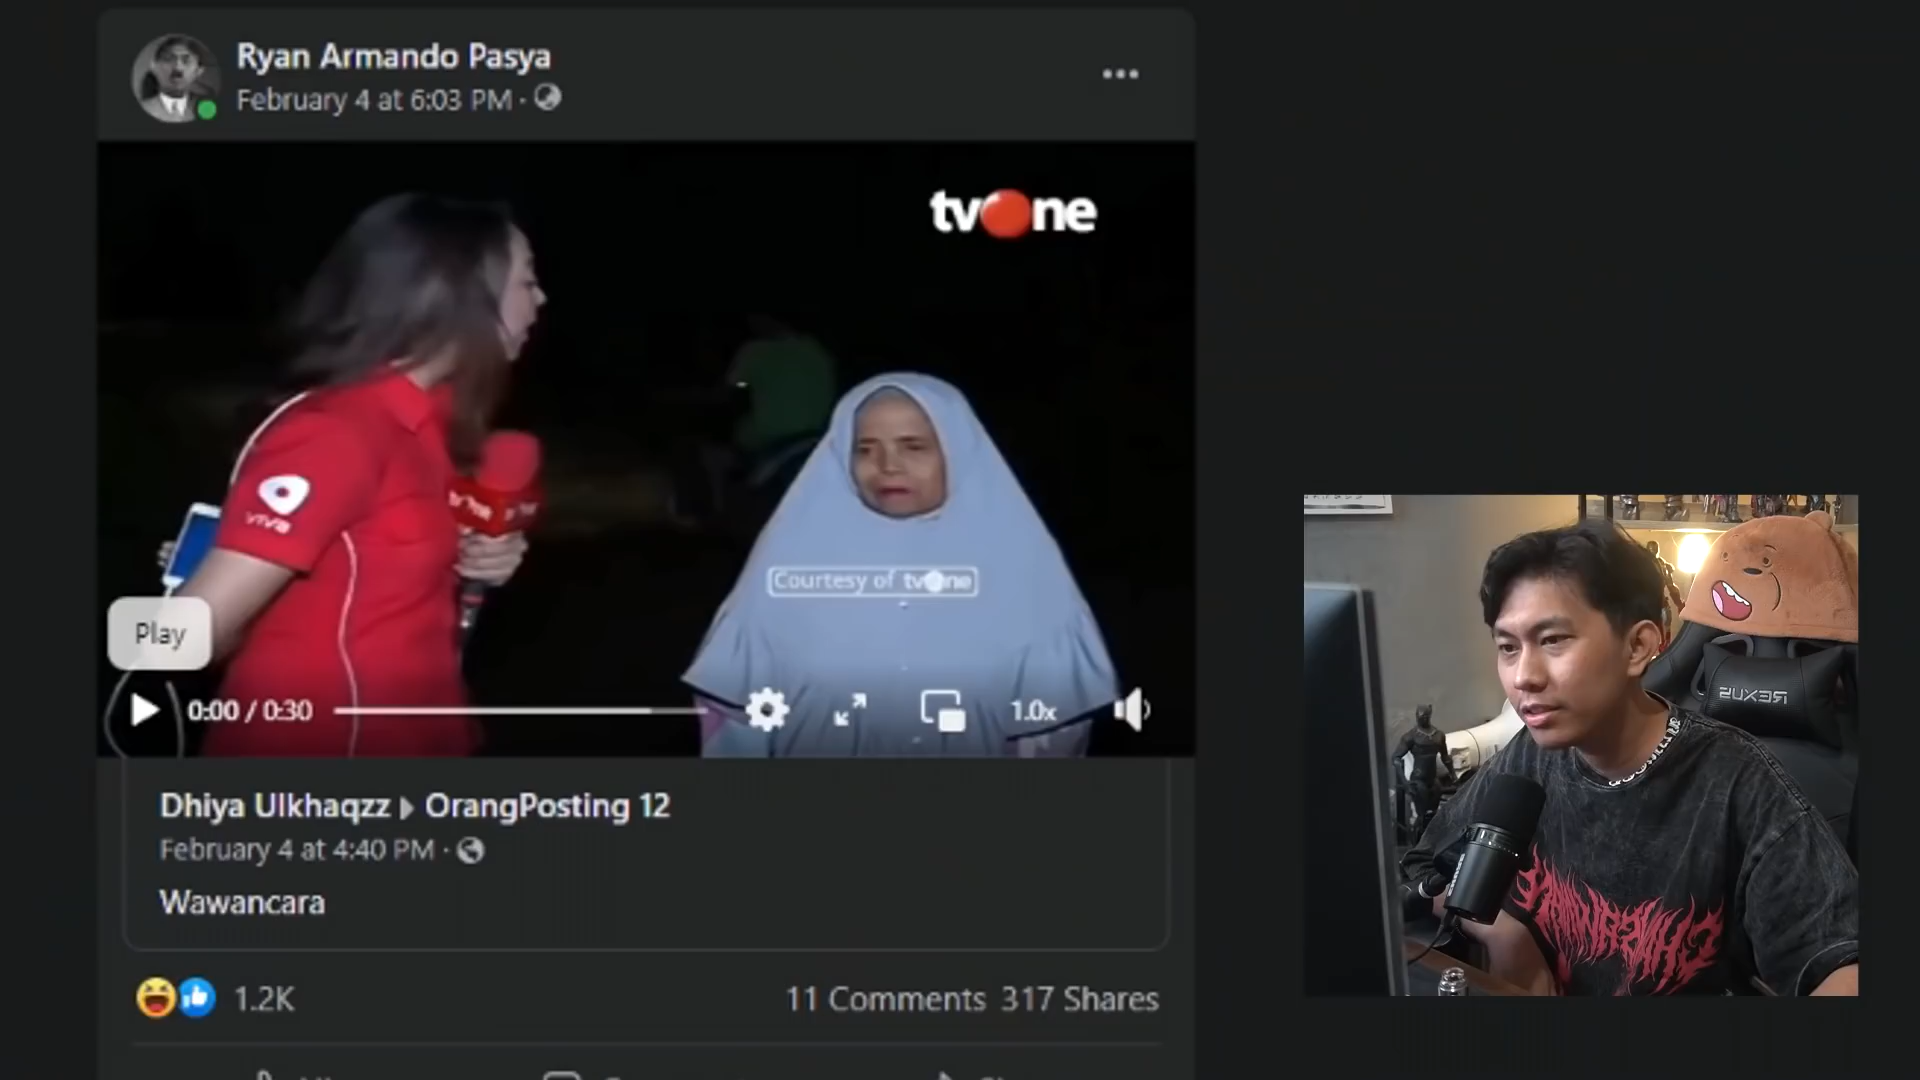 Ryan Armando Pasya
February 4 at 6:03 PM ·
tvOne
VIVA
Courtesy of tvOne
Play
0:00 / 0:30
1.0x
Dhiya Ulkhaqzz OrangPosting 12
February 4 at 4:40 PM ·
Wawancara
1.2K
11 Comments 317 Shares
REXUS